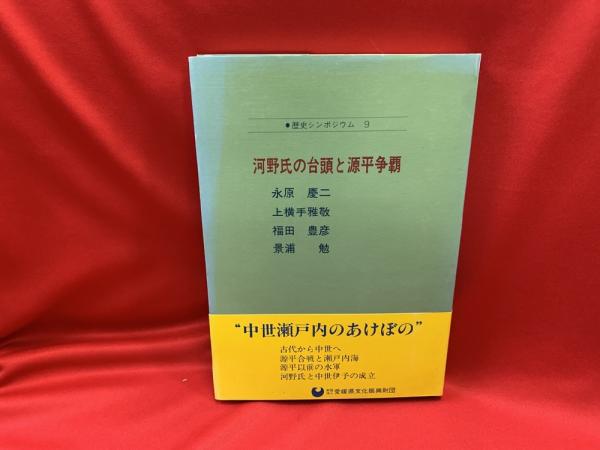 ●歴史シンポジウム 9
河野氏の台頭と源平争覇
永原 慶二
上横手雅敬
福田 豊彦
景浦 勉
“中世瀬戸内のあけぼの”
古代から中世へ
源平合戦と瀬戸内海
源平以前の水軍
河野氏と中世伊予の成立
愛媛県文化振興財団